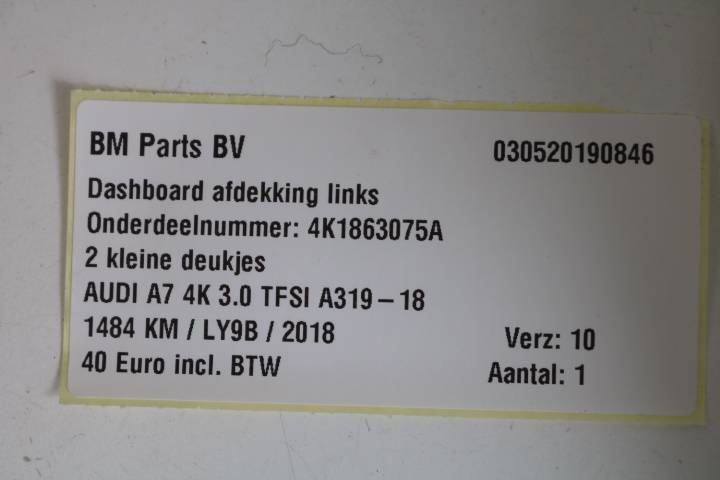 BM Parts BV 030520190846
Dashboard afdekking links
Onderdeelnummer: 4K1863075A
2 kleine deukjes
AUDI A7 4K 3.0 TFSI A319-18
1484 KM / LY9B / 2018 Verz: 10
40 Euro incl. BTW Aantal: 1